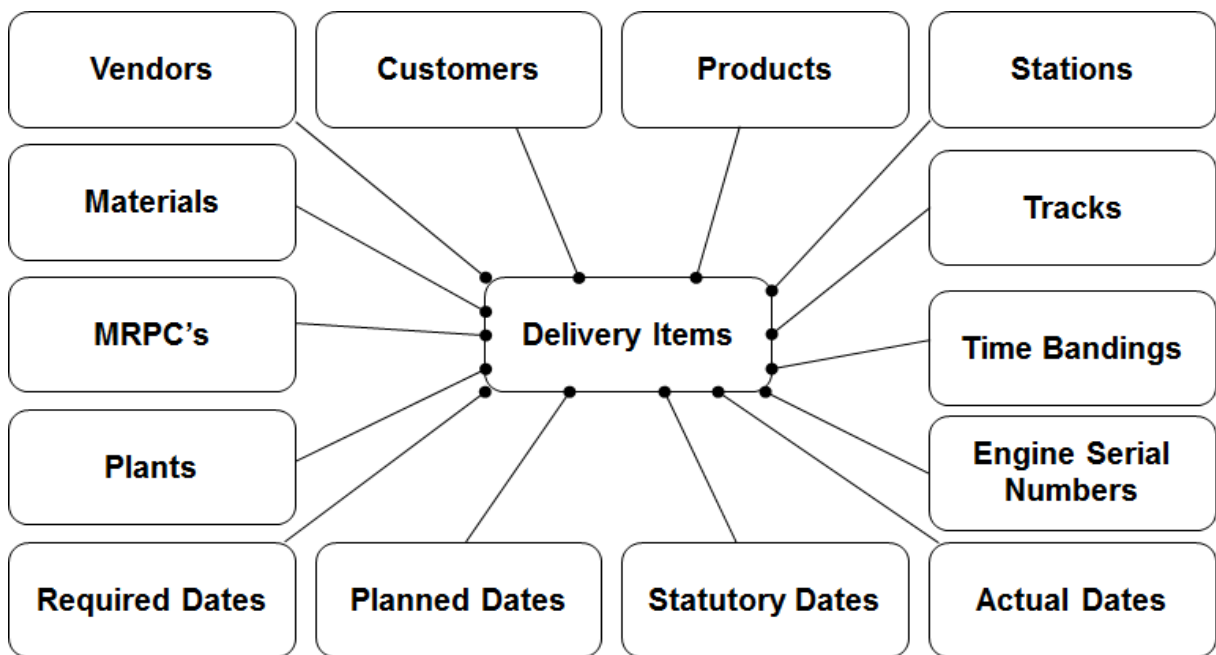 Vendors
Customers
Products
Stations
Materials
Tracks
MRPC's
Delivery Items
Time Bandings
Plants
Engine Serial
Numbers
Required Dates
Planned Dates
Statutory Dates
Actual Dates